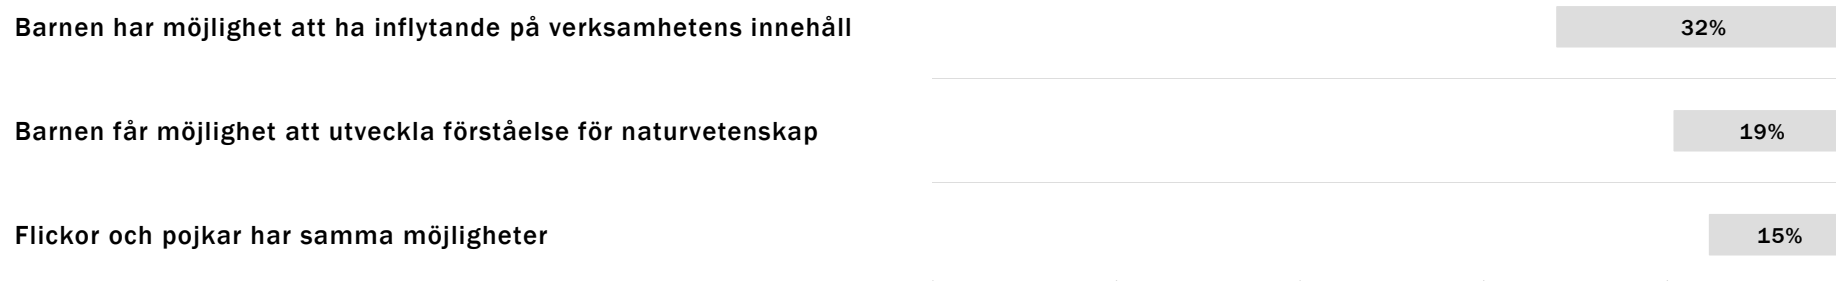 Barnen har möjlighet att ha inflytande på verksamhetens innehåll 32%
Barnen får möjlighet att utveckla förståelse för naturvetenskap 19%
Flickor och pojkar har samma möjligheter 15%